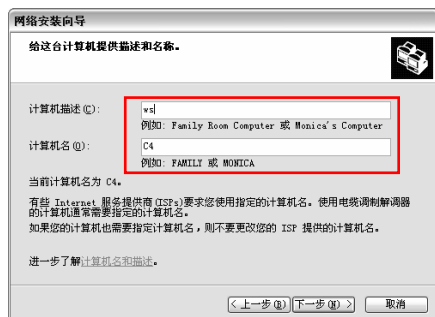 网络安装向导
给这台计算机提供描述和名称。
计算机描述(C): ws
例如: Family Room Computer 或 Monica's Computer
计算机名(O): C4
例如: FAMILY 或 MONICA
当前计算机名为 C4。
有些 Internet 服务提供商(ISPs)要求您使用指定的计算机名。使用电缆调制解调器
的计算机通常需要指定的计算机名。
如果您的计算机也需要指定计算机名，则不要更改您的 ISP 提供的计算机名。
进一步了解计算机名和描述。
< 上一步(B) 下一步(N) > 取消